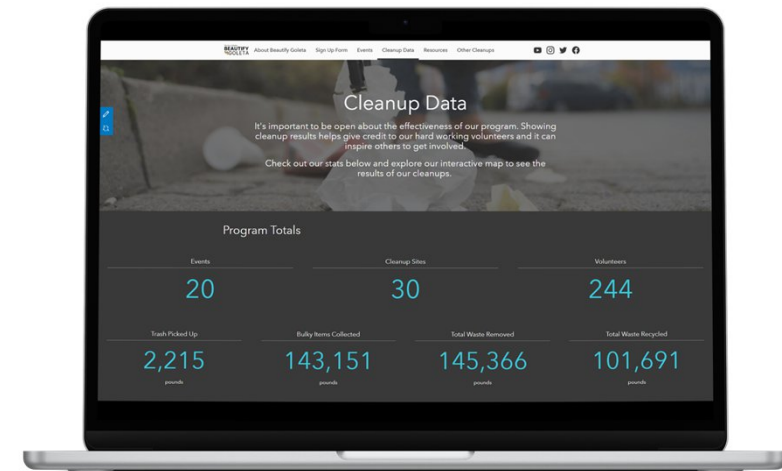 BEAUTIFY
GOLETA
About Beautify Goleta Sign Up Form Events Cleanup Data Resources Other Cleanups
Cleanup Data
It's important to be open about the effectiveness of our program. Showing
cleanup results helps give credit to our hard working volunteers and it can
inspire others to get involved.
Check out our stats below and explore our interactive map to see the
results of our cleanups.
Program Totals
Events Cleanup Sites Volunteers
20 30 244
Trash Picked Up Bulky Items Collected Total Waste Removed Total Waste Recycled
2,215 143,151 145,366 101,691
pounds pounds pounds pounds